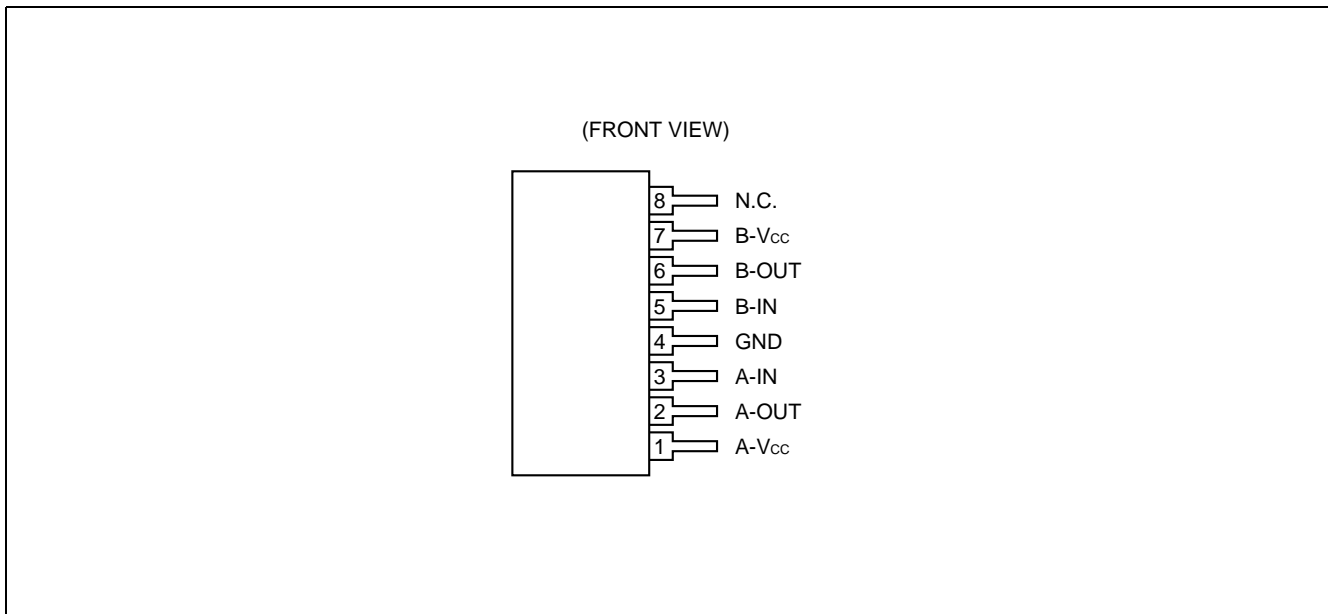 (FRONT VIEW)
8 N.C.
7 B-Vcc
6 B-OUT
5 B-IN
4 GND
3 A-IN
2 A-OUT
1 A-Vcc